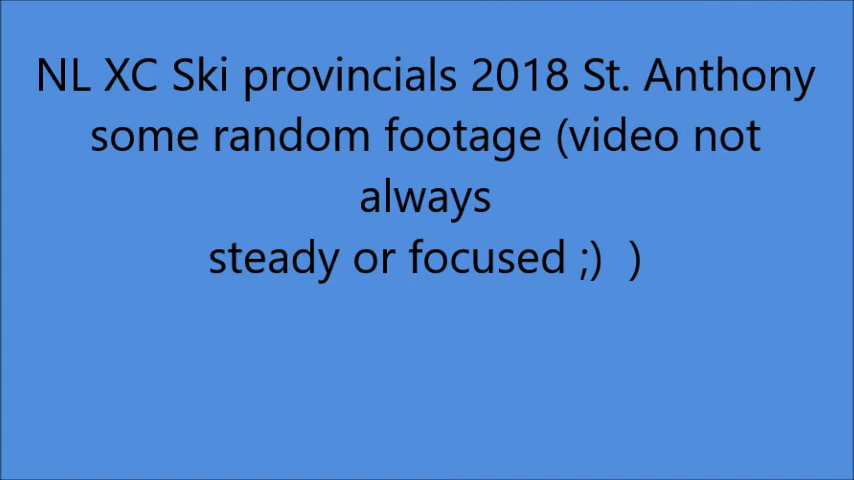 NL XC Ski provincials 2018 St. Anthony
some random footage (video not
always
steady or focused ;)  )